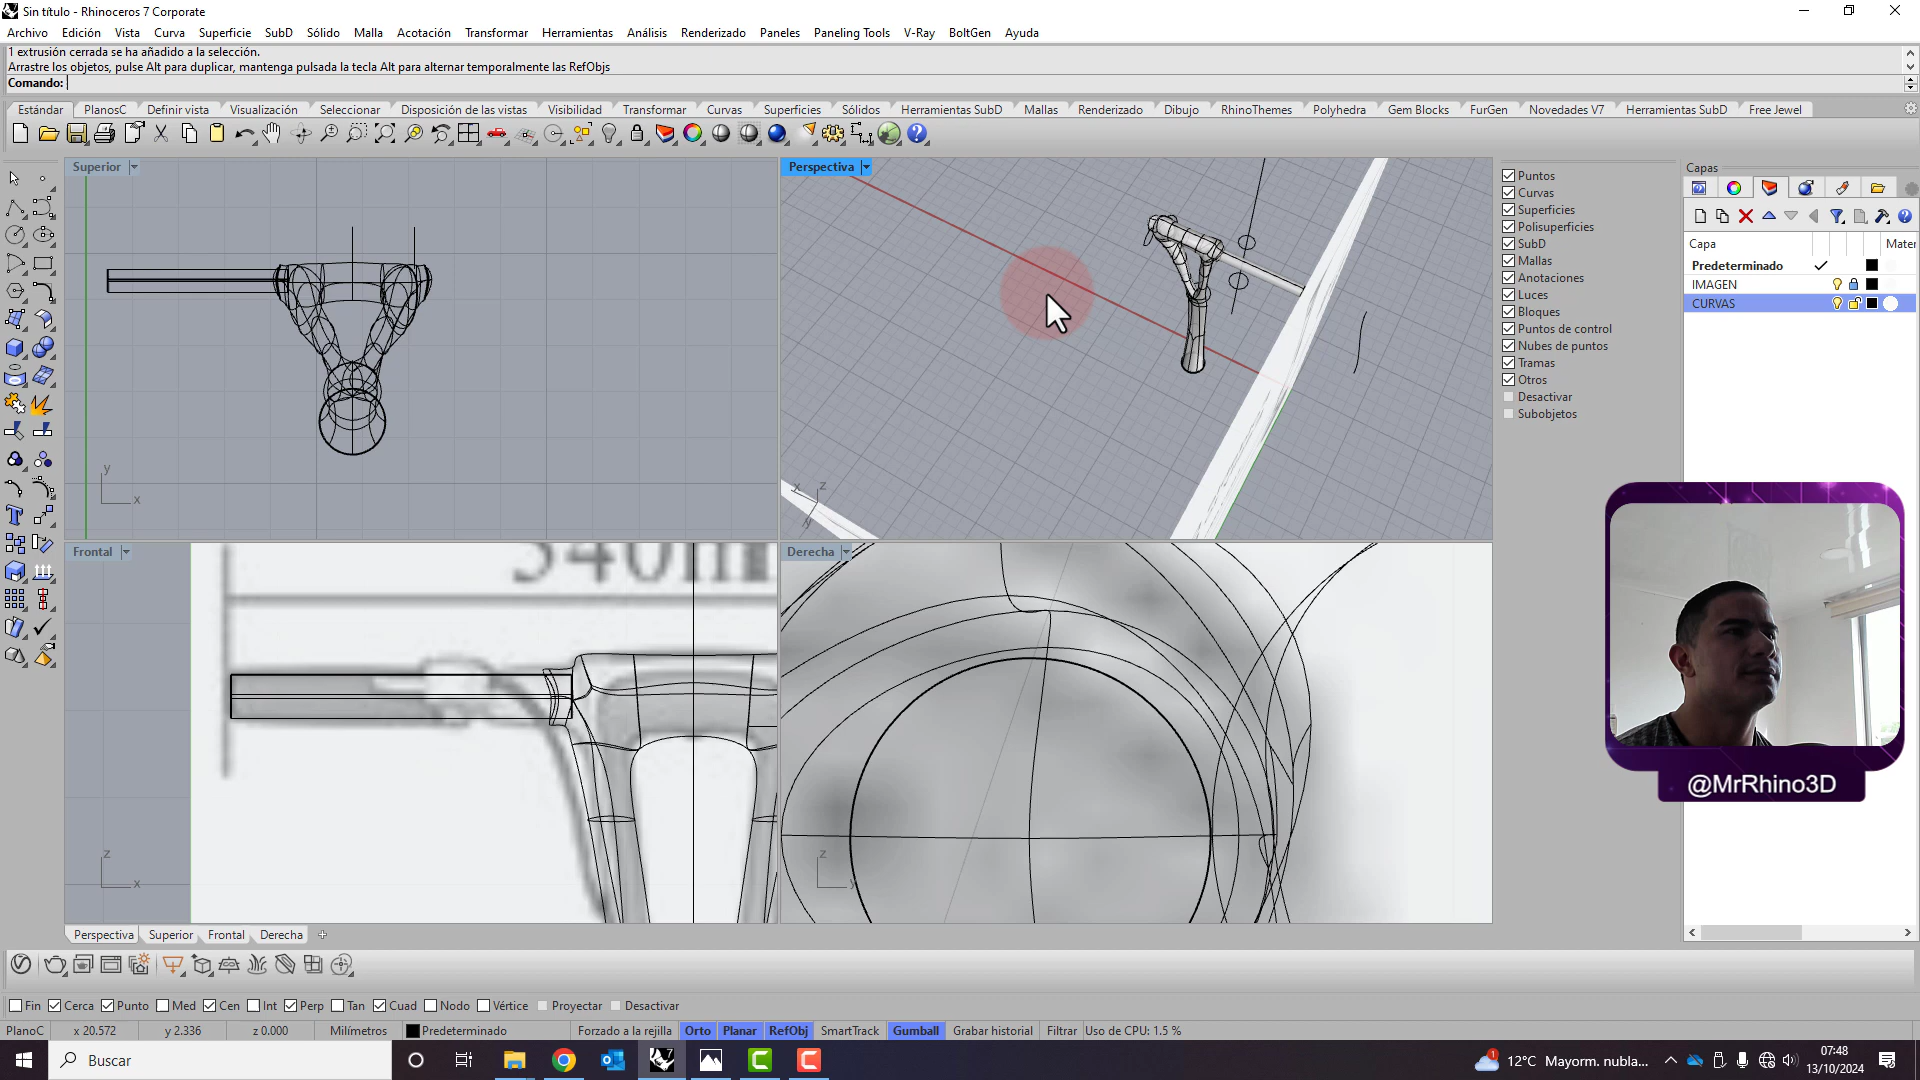 Sin título - Rhinoceros 7 Corporate
Archivo Edición Vista Curva Superficie SubD Sólido Malla Acotación Transformar Herramientas Análisis Renderizado Paneles Paneling Tools V-Ray BoltGen Ayuda
1 extrusión cerrada se ha añadido a la selección.
Arrastre los objetos, pulse Alt para duplicar, mantenga pulsada la tecla Alt para alternar temporalmente las RefObjs
Comando:
Estándar PlanosC Definir vista Visualización Seleccionar Disposición de las vistas Visibilidad Transformar Curvas Superficies Sólidos Herramientas SubD Mallas Renderizado Dibujo RhinoThemes Polyhedra Gem Blocks FurGen Novedades V7 Herramientas SubD Free Jewel
Superior
y
x
Perspectiva
z
x
y
Frontal
540m
z
x
Derecha
z
y
Puntos
Curvas
Superficies
Polisuperficies
SubD
Mallas
Anotaciones
Luces
Bloques
Puntos de control
Nubes de puntos
Tramas
Otros
Desactivar
Subobjetos
Capas
Capa Mater
Predeterminado
IMAGEN
CURVAS
@MrRhino3D
Perspectiva Superior Frontal Derecha
Fin Cerca Punto Med Cen Int Perp Tan Cuad Nodo Vértice Proyectar Desactivar
PlanoC x 20.572 y 2.336 z 0.000 Milímetros Predeterminado Forzado a la rejilla Orto Planar RefObj SmartTrack Gumball Grabar historial Filtrar Uso de CPU: 1.5 %
Buscar
7
1
12°C Mayorm. nubla...
07:48
13/10/2024